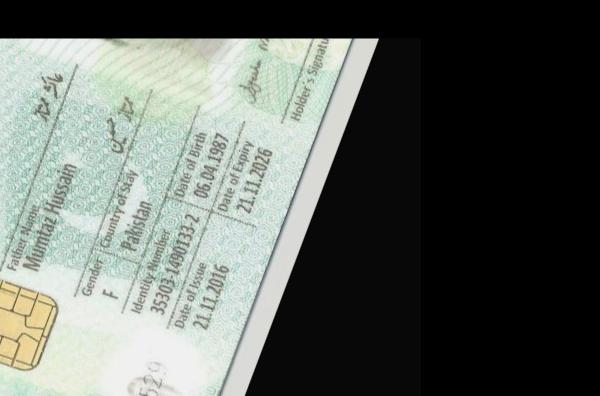 Father Name
Mumtaz Hussain
Gender
Country of Stay
F
Pakistan
Identity Number
Date of Birth
35303-1490133-2
06.04.1987
Date of Issue
Date of Expiry
21.11.2016
21.11.2026
Holder's Signatu
529